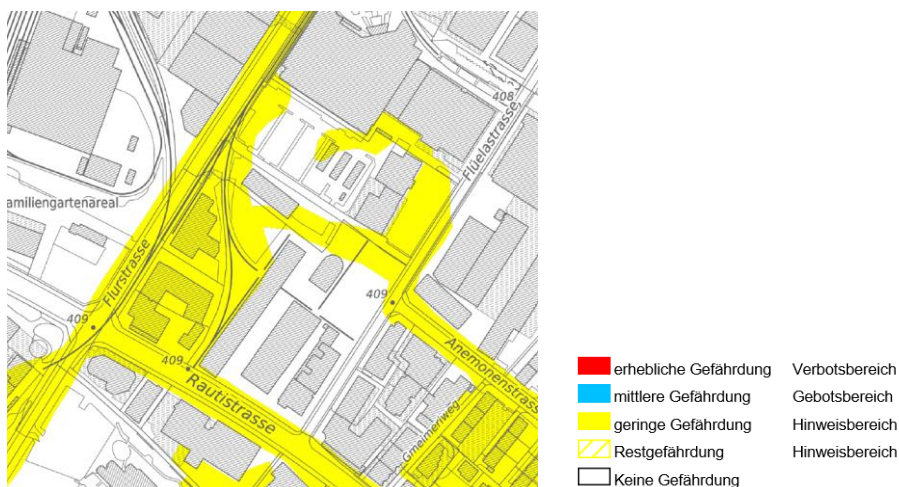 408
Flüelastrasse
amiliengartenareal
Flurstrasse
409
409
409
Rautistrasse
Anemonenstrass
Gmeimeriweg
erhebliche Gefährdung Verbotsbereich
mittlere Gefährdung Gebotsbereich
geringe Gefährdung Hinweisbereich
Restgefährdung Hinweisbereich
Keine Gefährdung